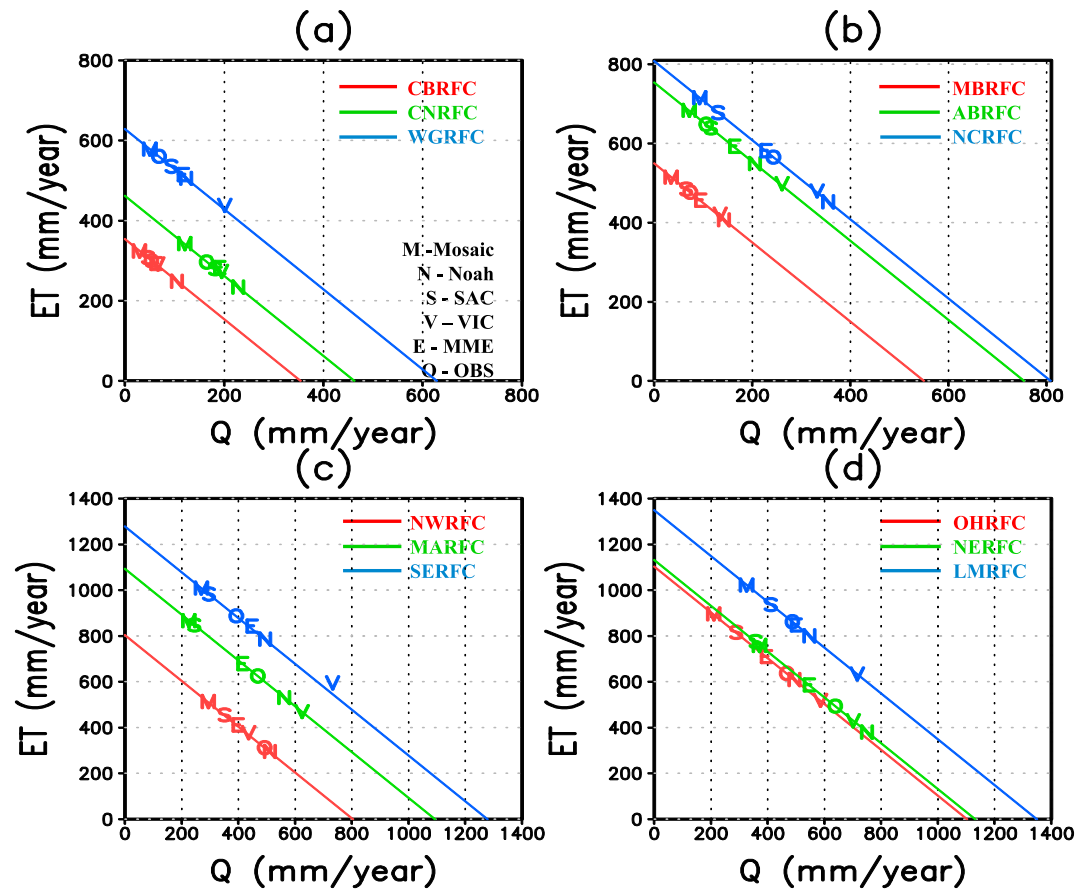 (a)
800
600
400
200
0
0 200 400 600 800
ET (mm/year)
Q (mm/year)
CBRFC
CNRFC
WGRFC
M -Mosaic
N - Noah
S - SAC
V – VIC
E - MME
O - OBS
M O S E N V
M O S E V N
M O S E V N
(b)
800
600
400
200
0
0 200 400 600 800
ET (mm/year)
Q (mm/year)
MBRFC
ABRFC
NCRFC
M S E O V N
M O S E N V
M S O E V N
(c)
1400
1200
1000
800
600
400
200
0
0 200 400 600 800 1000 1200 1400
ET (mm/year)
Q (mm/year)
NWRFC
MARFC
SERFC
M S O E N V
M S E O N V
M S E V O N
(d)
1400
1200
1000
800
600
400
200
0
0 200 400 600 800 1000 1200 1400
ET (mm/year)
Q (mm/year)
OHRFC
NERFC
LMRFC
M S O E N V
M S E O N V
S M E O V N